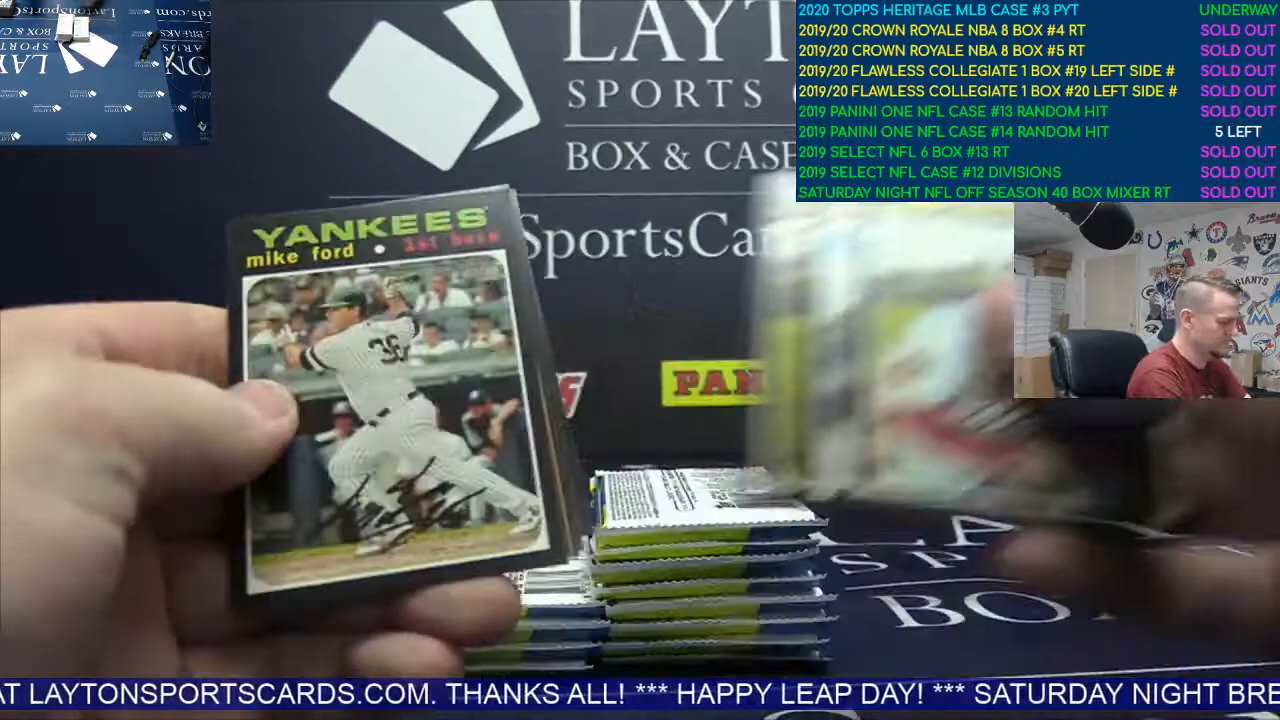 2020 TOPPS HERITAGE MLB CASE #3 PYT UNDERWAY
2019/20 CROWN ROYALE NBA 8 BOX #4 RT SOLD OUT
2019/20 CROWN ROYALE NBA 8 BOX #5 RT SOLD OUT
2019/20 FLAWLESS COLLEGIATE 1 BOX #19 LEFT SIDE # SOLD OUT
2019/20 FLAWLESS COLLEGIATE 1 BOX #20 LEFT SIDE # SOLD OUT
2019 PANINI ONE NFL CASE #13 RANDOM HIT SOLD OUT
2019 PANINI ONE NFL CASE #14 RANDOM HIT 5 LEFT
2019 SELECT NFL 6 BOX #13 RT SOLD OUT
2019 SELECT NFL CASE #12 DIVISIONS SOLD OUT
SATURDAY NIGHT NFL OFF SEASON 40 BOX MIXER RT SOLD OUT
LAYT
SPORTS
BOX & CASE
SportsCa
YANKEES
mike ford • 1st base
36
PAN
SP
BO
GIANTS
AT LAYTONSPORTSCARDS.COM. THANKS ALL! *** HAPPY LEAP DAY! *** SATURDAY NIGHT BRE